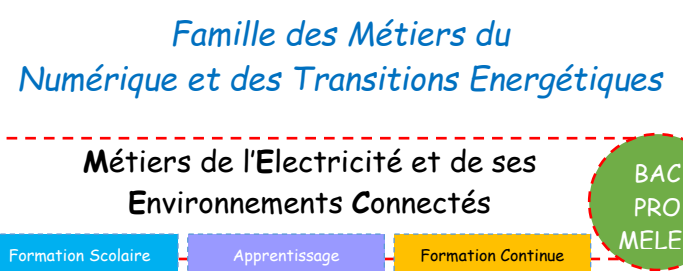 Famille des Métiers du
Numérique et des Transitions Energétiques
Métiers de l'Electricité et de ses
Environnements Connectés
BAC
PRO
MELE
Formation Scolaire
Apprentissage
Formation Continue